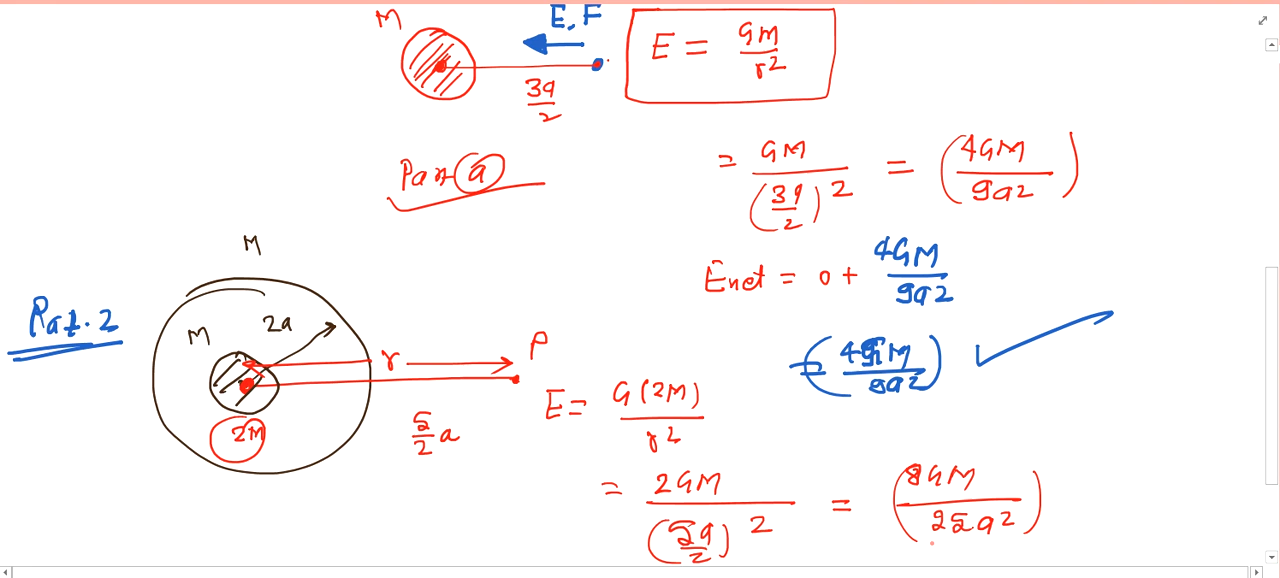 M
E, F
E = GM / r2
3a / 2
Part (a)
= GM / (3a/2)2 = (4GM / 9a2)
Enet = 0 + 4GM / 9a2
= (4GM / 9a2)
Part. 2
M
M
2a
r
P
2M
5/2 a
E = G(2M) / r2
= 2GM / (5a/2)2 = (8GM / 25a2)